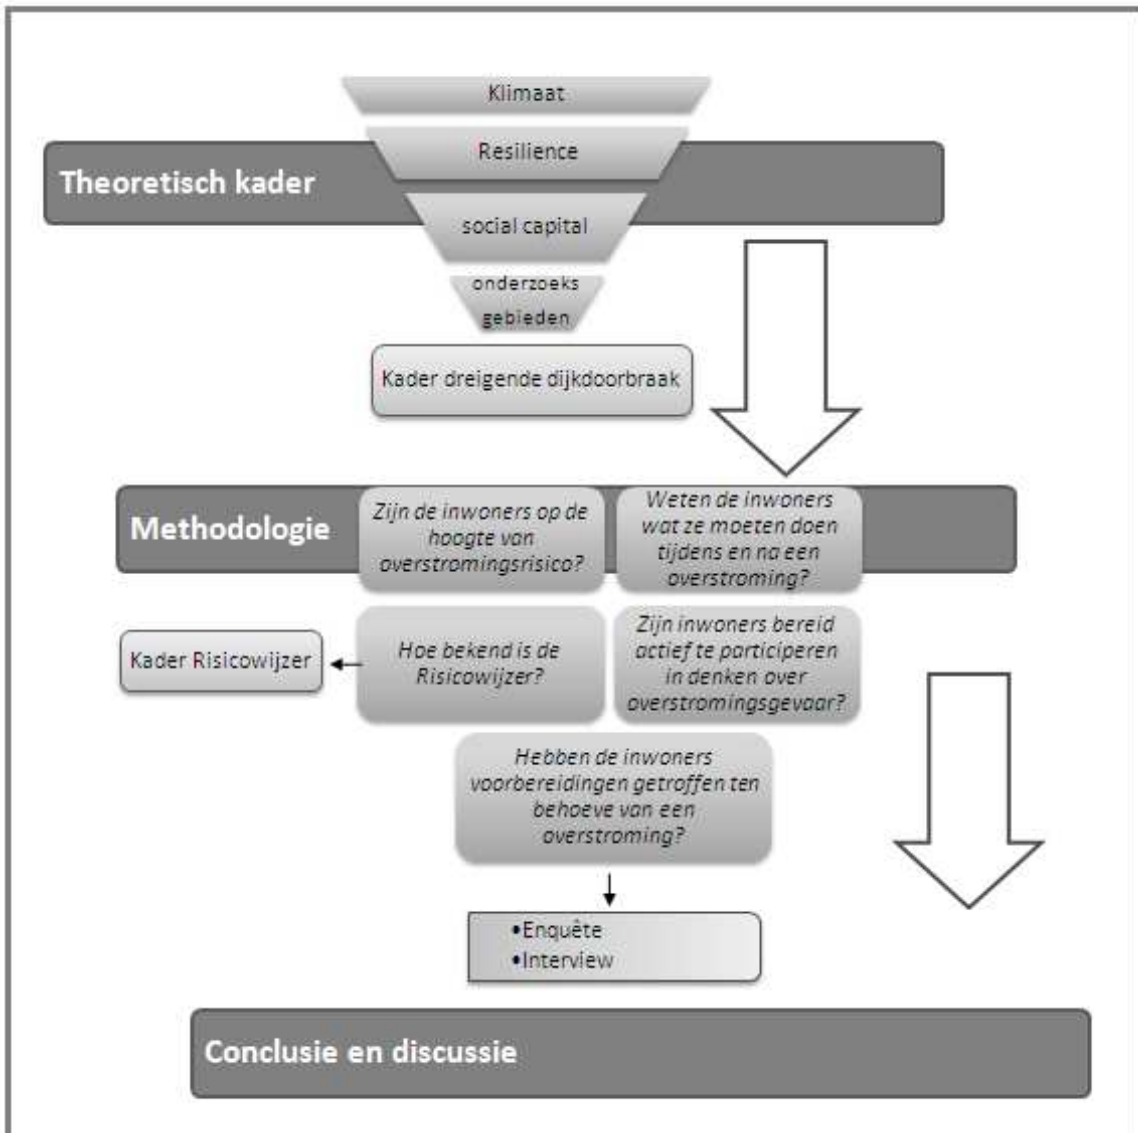 Klimaat
Resilience
Theoretisch kader
social capital
onderzoeks
gebieden
Kader dreigende dijkdoorbraak
Methodologie
Zijn de inwoners op de
hoogte van
overstromingsrisico?
Weten de inwoners
wat ze moeten doen
tijdens en na een
overstroming?
Kader Risicowijzer
Hoe bekend is de
Risicowijzer?
Zijn inwoners bereid
actief te participeren
in denken over
overstromingsgevaar?
Hebben de inwoners
voorbereidingen getroffen ten
behoeve van een
overstroming?
•Enquête
•Interview
Conclusie en discussie